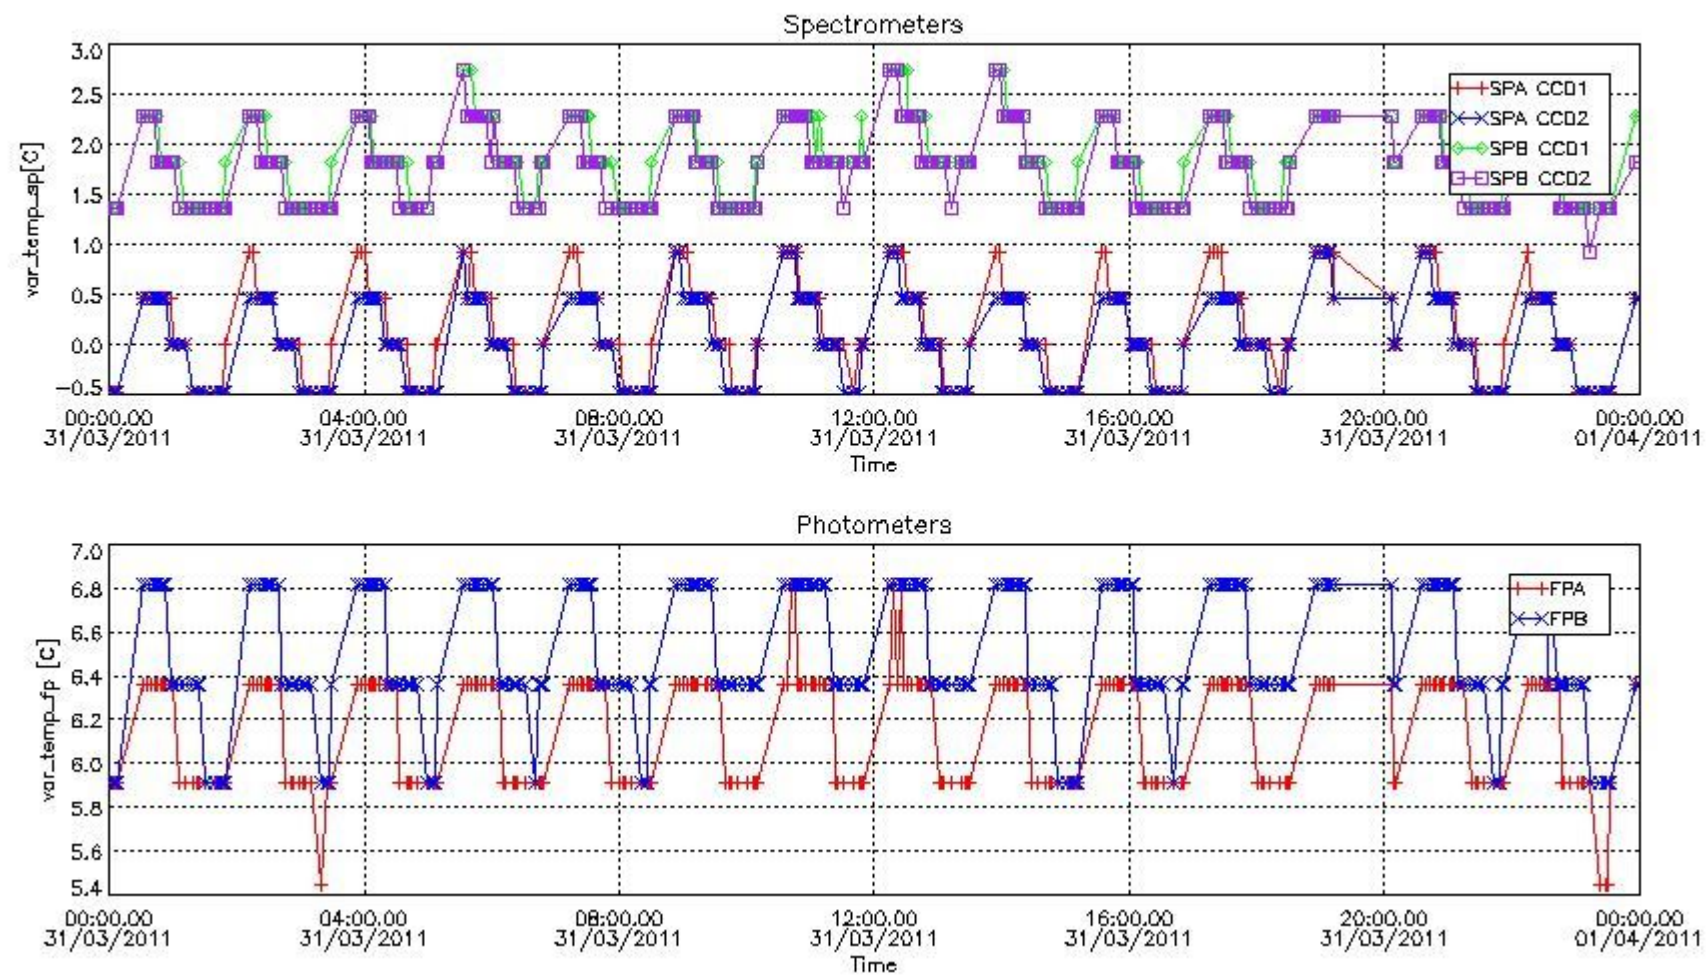 Spectrometers
3.0
2.5
2.0
1.5
1.0
0.5
0.0
-0.5
var_temp_sp[C]
SPA CCD1
SPA CCD2
SPB CCD1
SPB CCD2
00:00.00 04:00.00 08:00.00 12:00.00 16:00.00 20:00.00 00:00.00
31/03/2011 31/03/2011 31/03/2011 31/03/2011 31/03/2011 31/03/2011 01/04/2011
Time
Photometers
7.0
6.8
6.6
6.4
6.2
6.0
5.8
5.6
5.4
var_temp_fp [C]
FPA
FPB
00:00.00 04:00.00 08:00.00 12:00.00 16:00.00 20:00.00 00:00.00
31/03/2011 31/03/2011 31/03/2011 31/03/2011 31/03/2011 31/03/2011 01/04/2011
Time